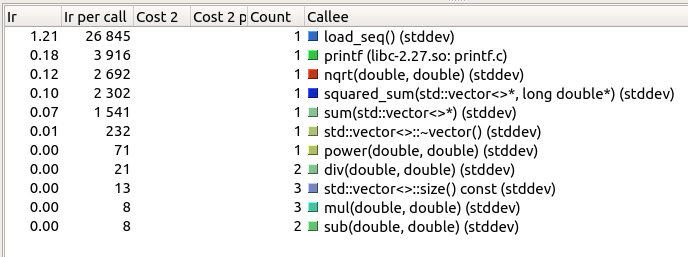 Ir Ir per call Cost 2 Cost 2 p Count Callee
1.21 26 845 1 load_seq() (stddev)
0.18 3 916 1 printf (libc-2.27.so: printf.c)
0.12 2 692 1 nqrt(double, double) (stddev)
0.10 2 302 1 squared_sum(std::vector<>*, long double*) (stddev)
0.07 1 541 1 sum(std::vector<>*) (stddev)
0.01 232 1 std::vector<>::~vector() (stddev)
0.00 71 1 power(double, double) (stddev)
0.00 21 2 div(double, double) (stddev)
0.00 13 3 std::vector<>::size() const (stddev)
0.00 8 3 mul(double, double) (stddev)
0.00 8 2 sub(double, double) (stddev)